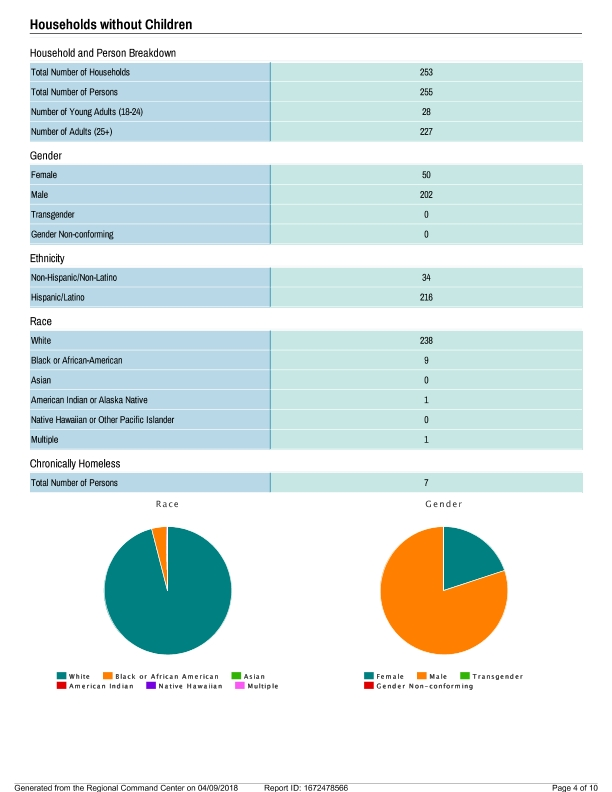 Households without Children
Household and Person Breakdown
Total Number of Households 253
Total Number of Persons 255
Number of Young Adults (18-24) 28
Number of Adults (25+) 227
Gender
Female 50
Male 202
Transgender 0
Gender Non-conforming 0
Ethnicity
Non-Hispanic/Non-Latino 34
Hispanic/Latino 216
Race
White 238
Black or African-American 9
Asian 0
American Indian or Alaska Native 1
Native Hawaiian or Other Pacific Islander 0
Multiple 1
Chronically Homeless
Total Number of Persons 7
Race
White Black or African American Asian
American Indian Native Hawaiian Multiple
Gender
Female Male Transgender
Gender Non-conforming
Generated from the Regional Command Center on 04/09/2018 Report ID: 1672478566 Page 4 of 10